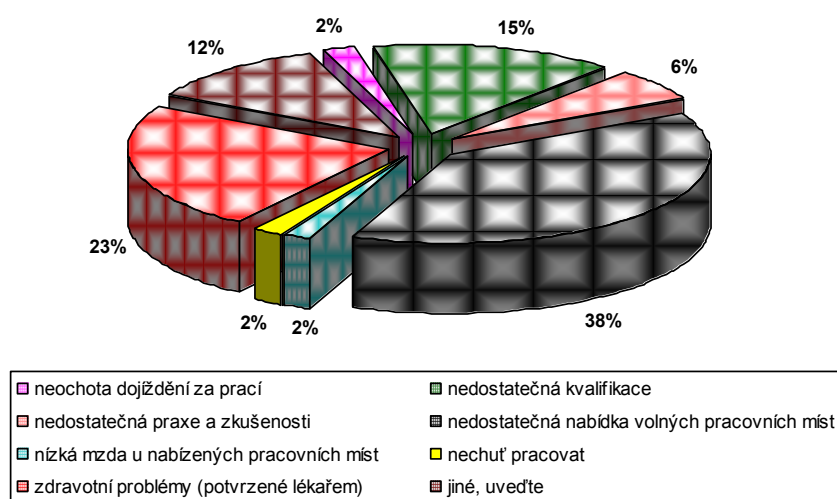 2%
15%
12%
6%
23%
2%
2%
38%
neochota dojíždění za prací
nedostatečná kvalifikace
nedostatečná praxe a zkušenosti
nedostatečná nabídka volných pracovních míst
nízká mzda u nabízených pracovních míst
nechuť pracovat
zdravotní problémy (potvrzené lékařem)
jiné, uveďte